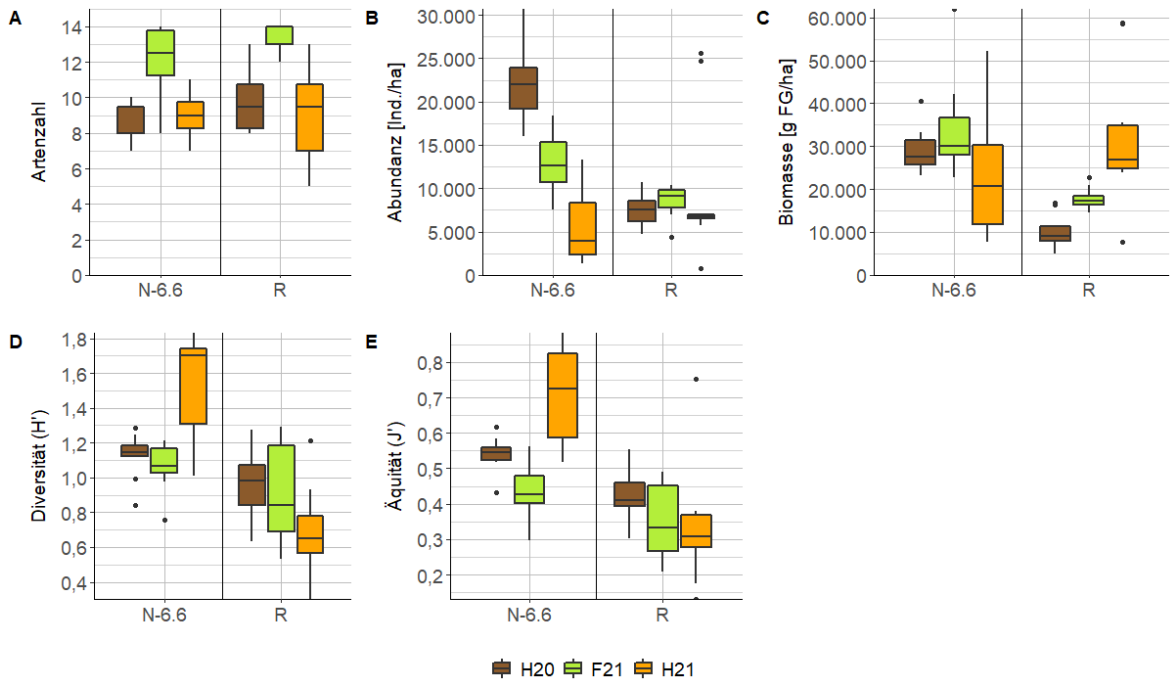 A
Artenzahl
14
12
10
8
6
4
2
0
N-6.6 R
B
Abundanz [Ind./ha]
30.000
25.000
20.000
15.000
10.000
5.000
0
N-6.6 R
C
Biomasse [g FG/ha]
60.000
50.000
40.000
30.000
20.000
10.000
0
N-6.6 R
D
Diversität (H')
1,8
1,6
1,4
1,2
1,0
0,8
0,6
0,4
N-6.6 R
E
Äquität (J')
0,8
0,7
0,6
0,5
0,4
0,3
0,2
N-6.6 R
H20 F21 H21